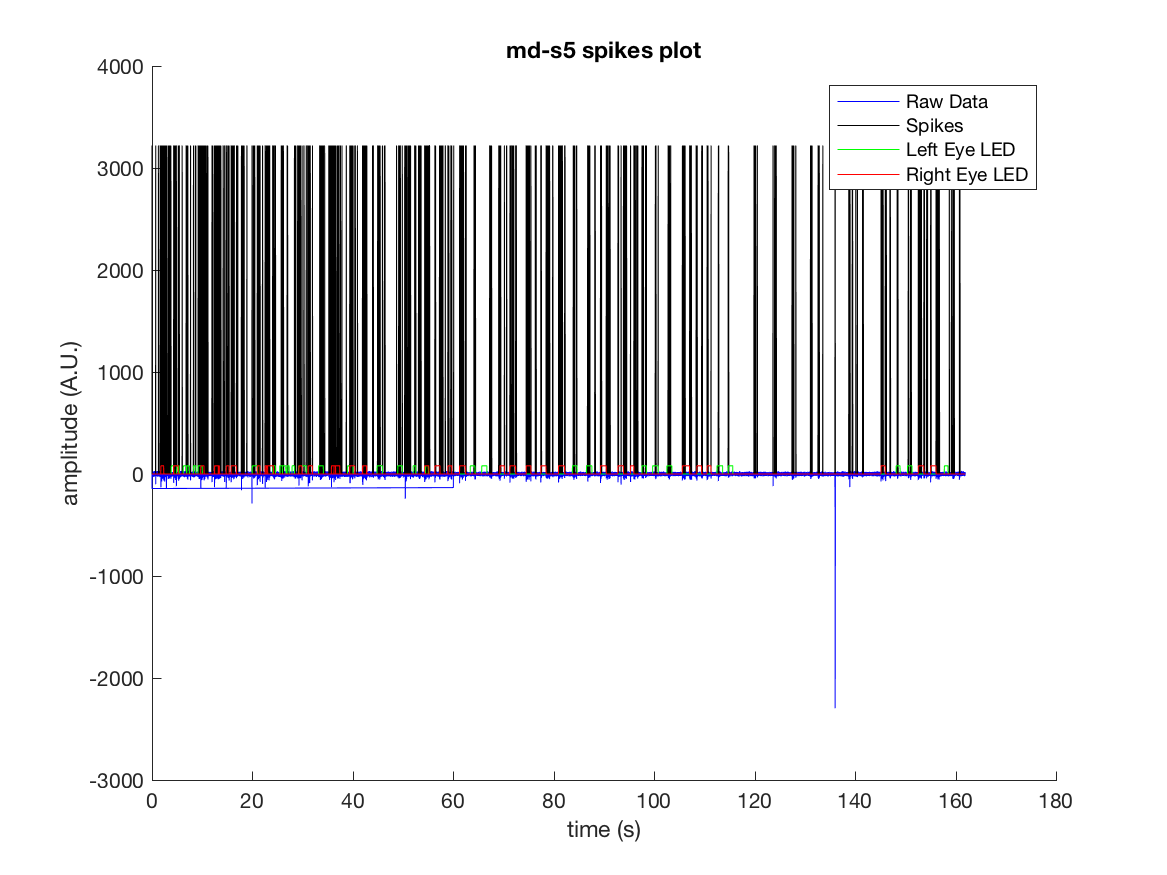 md-s5 spikes plot
4000
3000
2000
1000
0
-1000
-2000
-3000
amplitude (A.U.)
Raw Data
Spikes
Left Eye LED
Right Eye LED
0 20 40 60 80 100 120 140 160 180
time (s)